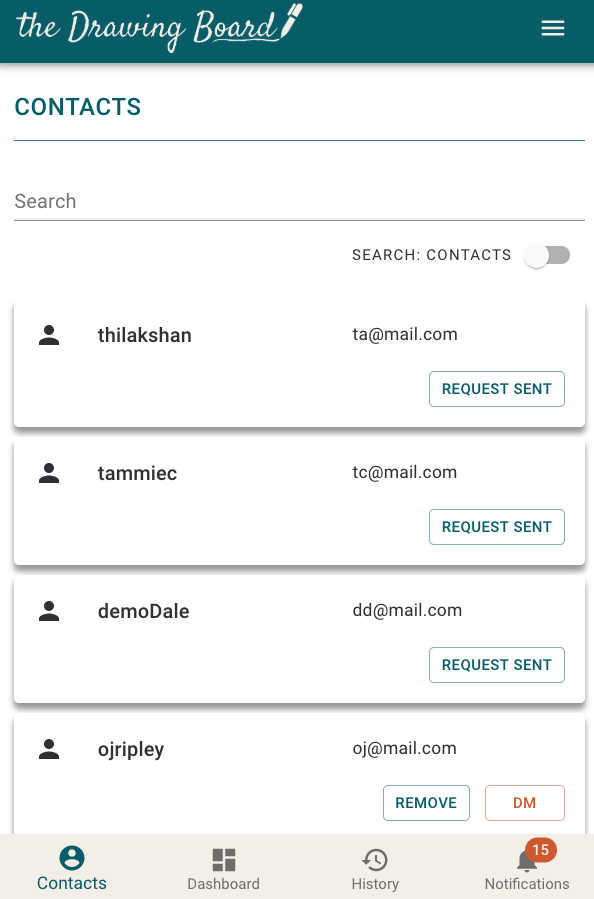 the Drawing Board
CONTACTS
Search
SEARCH: CONTACTS
thilakshan ta@mail.com
REQUEST SENT
tammiec tc@mail.com
REQUEST SENT
demoDale dd@mail.com
REQUEST SENT
ojripley oj@mail.com
REMOVE DM
15
Contacts Dashboard History Notifications